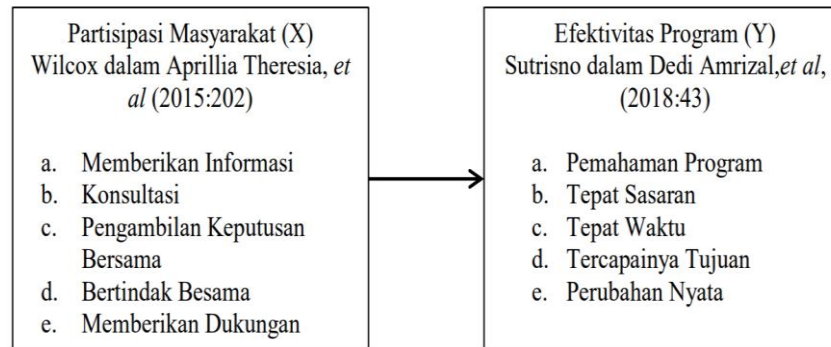 Partisipasi Masyarakat (X)
Wilcox dalam Aprillia Theresia, et
al (2015:202)
a. Memberikan Informasi
b. Konsultasi
c. Pengambilan Keputusan
Bersama
d. Bertindak Besama
e. Memberikan Dukungan
Efektivitas Program (Y)
Sutrisno dalam Dedi Amrizal,et al,
(2018:43)
a. Pemahaman Program
b. Tepat Sasaran
c. Tepat Waktu
d. Tercapainya Tujuan
e. Perubahan Nyata